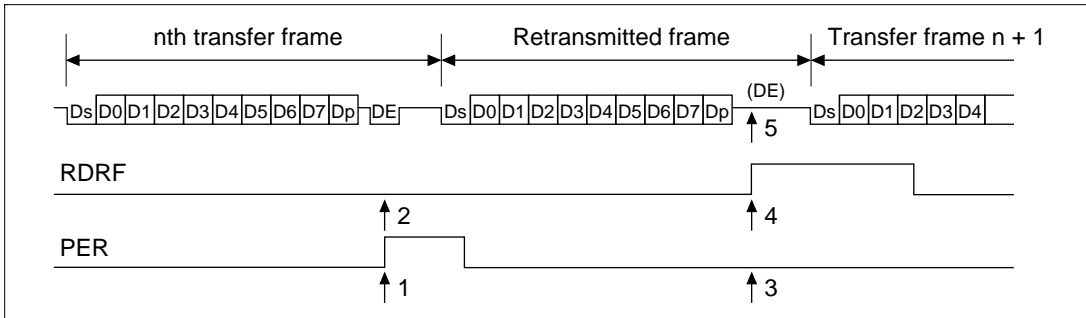 nth transfer frame Retransmitted frame Transfer frame n + 1
(DE)
Ds D0 D1 D2 D3 D4 D5 D6 D7 Dp DE Ds D0 D1 D2 D3 D4 D5 D6 D7 Dp Ds D0 D1 D2 D3 D4
5
RDRF
2 4
PER
1 3